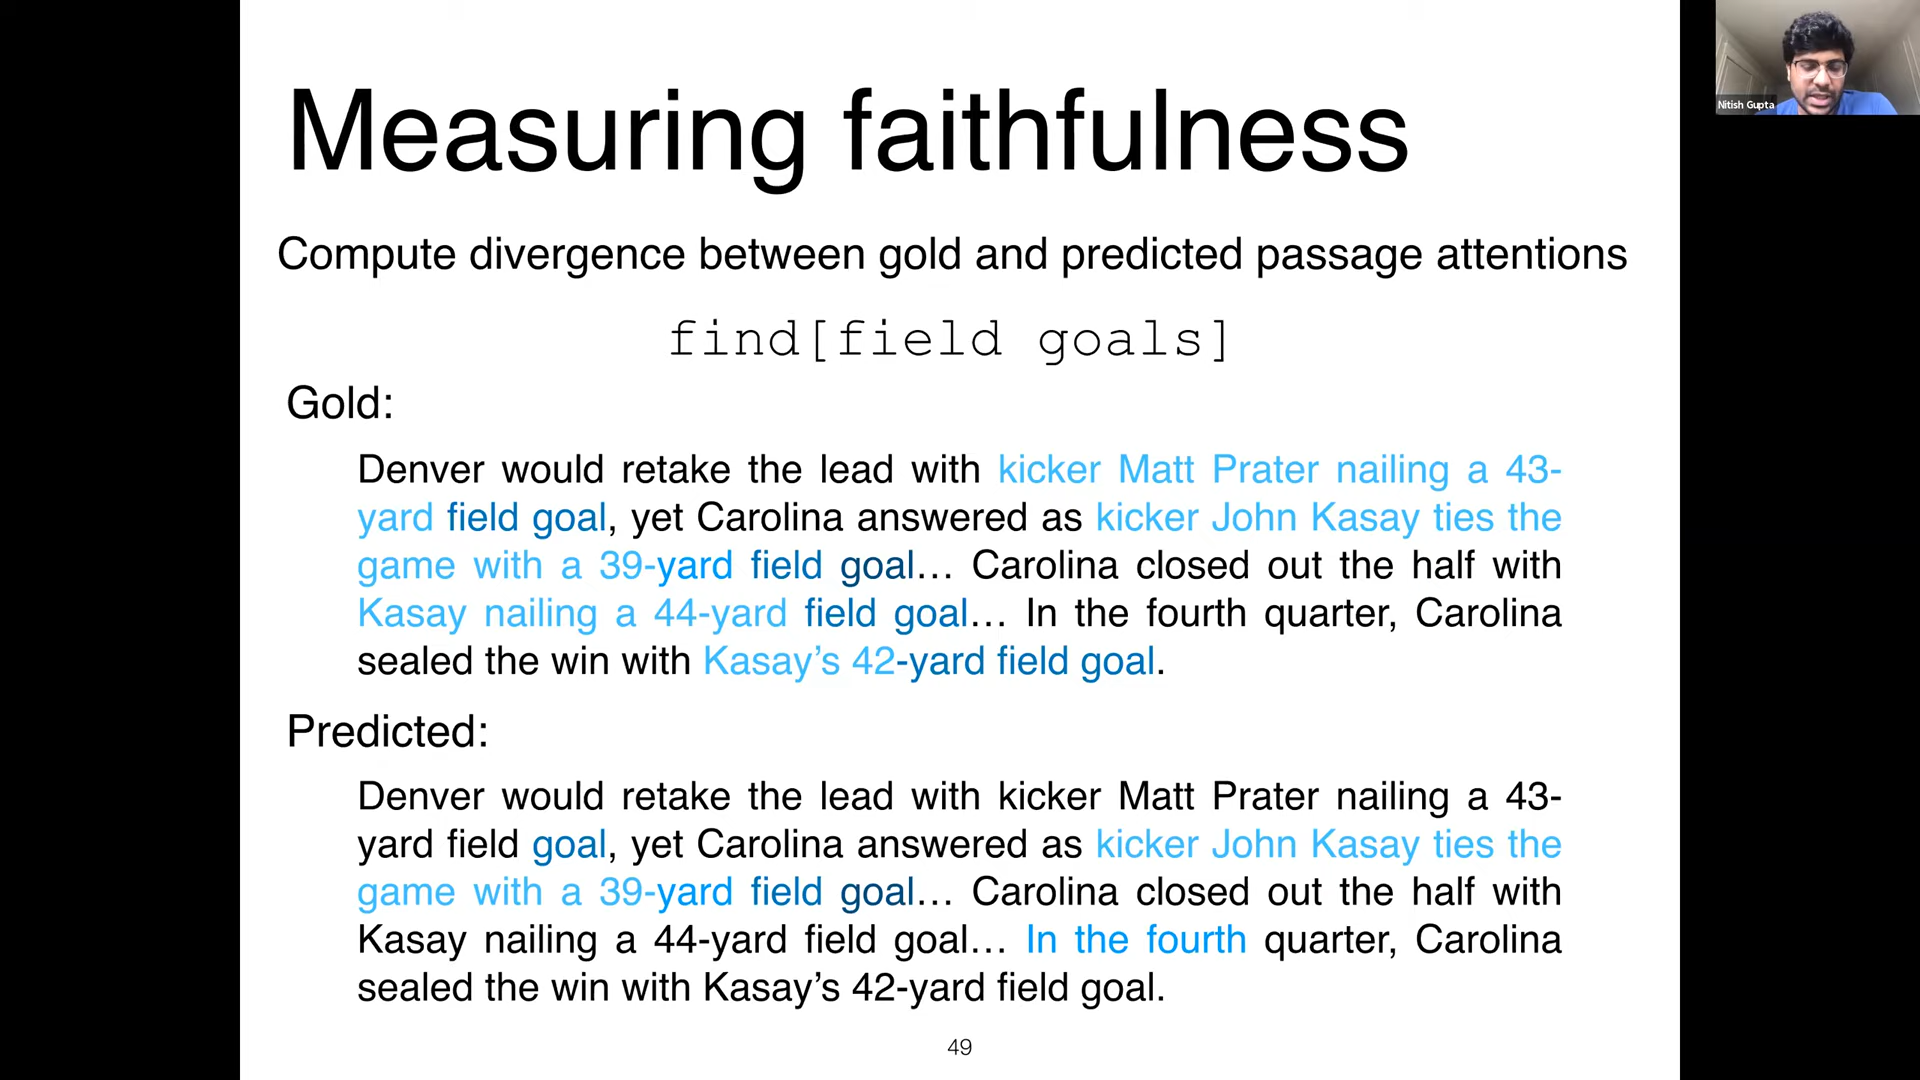 Measuring faithfulness
Nitish Gupta
Compute divergence between gold and predicted passage attentions
find[field goals]
Gold:
Denver would retake the lead with kicker Matt Prater nailing a 43-
yard field goal, yet Carolina answered as kicker John Kasay ties the
game with a 39-yard field goal… Carolina closed out the half with
Kasay nailing a 44-yard field goal… In the fourth quarter, Carolina
sealed the win with Kasay’s 42-yard field goal.
Predicted:
Denver would retake the lead with kicker Matt Prater nailing a 43-
yard field goal, yet Carolina answered as kicker John Kasay ties the
game with a 39-yard field goal… Carolina closed out the half with
Kasay nailing a 44-yard field goal… In the fourth quarter, Carolina
sealed the win with Kasay’s 42-yard field goal.
49